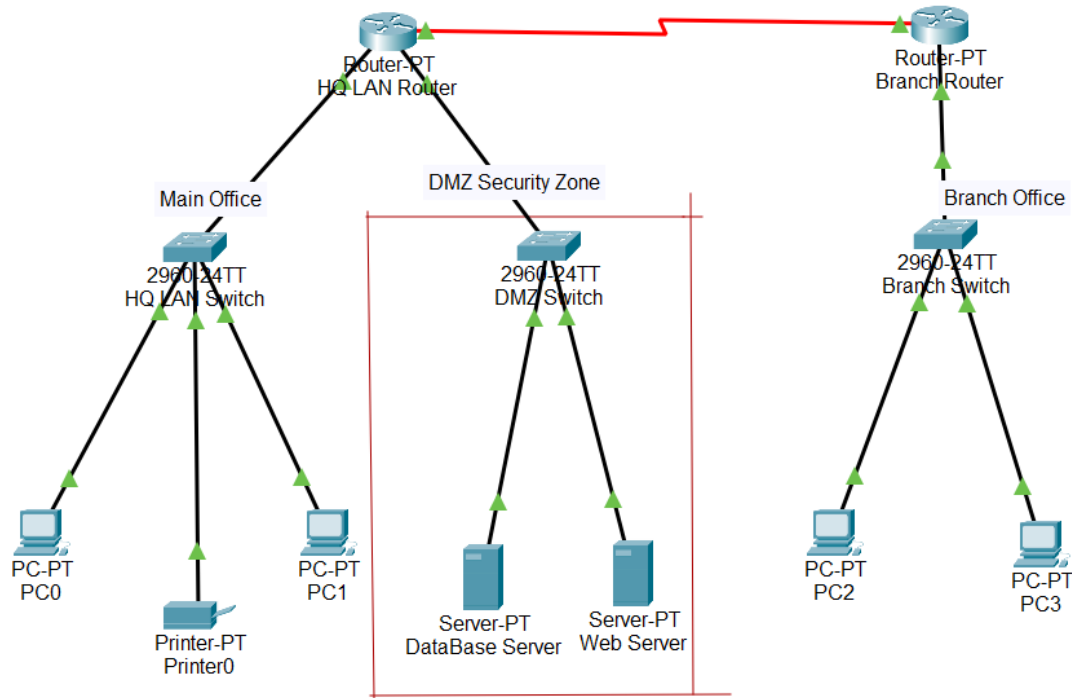 Router-PT
HQ LAN Router
Router-PT
Branch Router
Main Office
DMZ Security Zone
Branch Office
2960-24TT
HQ LAN Switch
2960-24TT
DMZ Switch
2960-24TT
Branch Switch
PC-PT
PC0
Printer-PT
Printer0
PC-PT
PC1
Server-PT
DataBase Server
Server-PT
Web Server
PC-PT
PC2
PC-PT
PC3